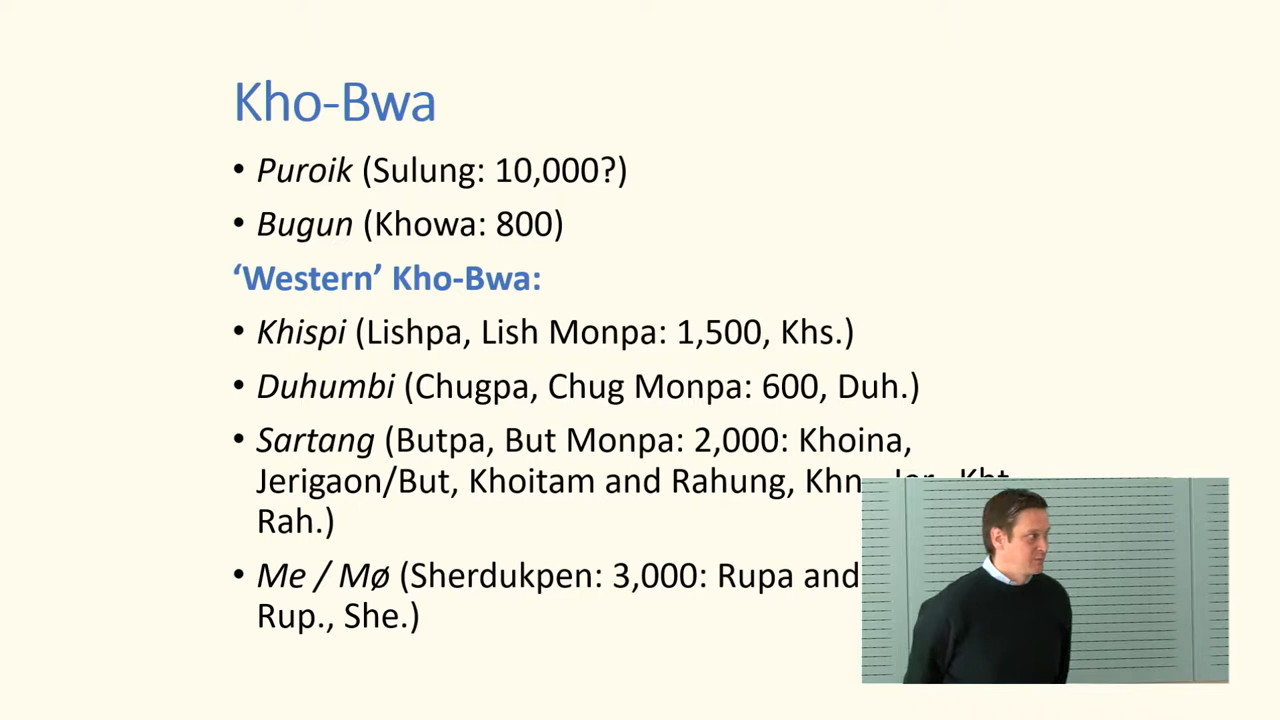 Kho-Bwa
• Puroik (Sulung: 10,000?)
• Bugun (Khowa: 800)
‘Western’ Kho-Bwa:
• Khispi (Lishpa, Lish Monpa: 1,500, Khs.)
• Duhumbi (Chugpa, Chug Monpa: 600, Duh.)
• Sartang (Butpa, But Monpa: 2,000: Khoina,
Jerigaon/But, Khoitam and Rahung, Khn
Rah.)
• Me / Mø (Sherdukpen: 3,000: Rupa and
Rup., She.)